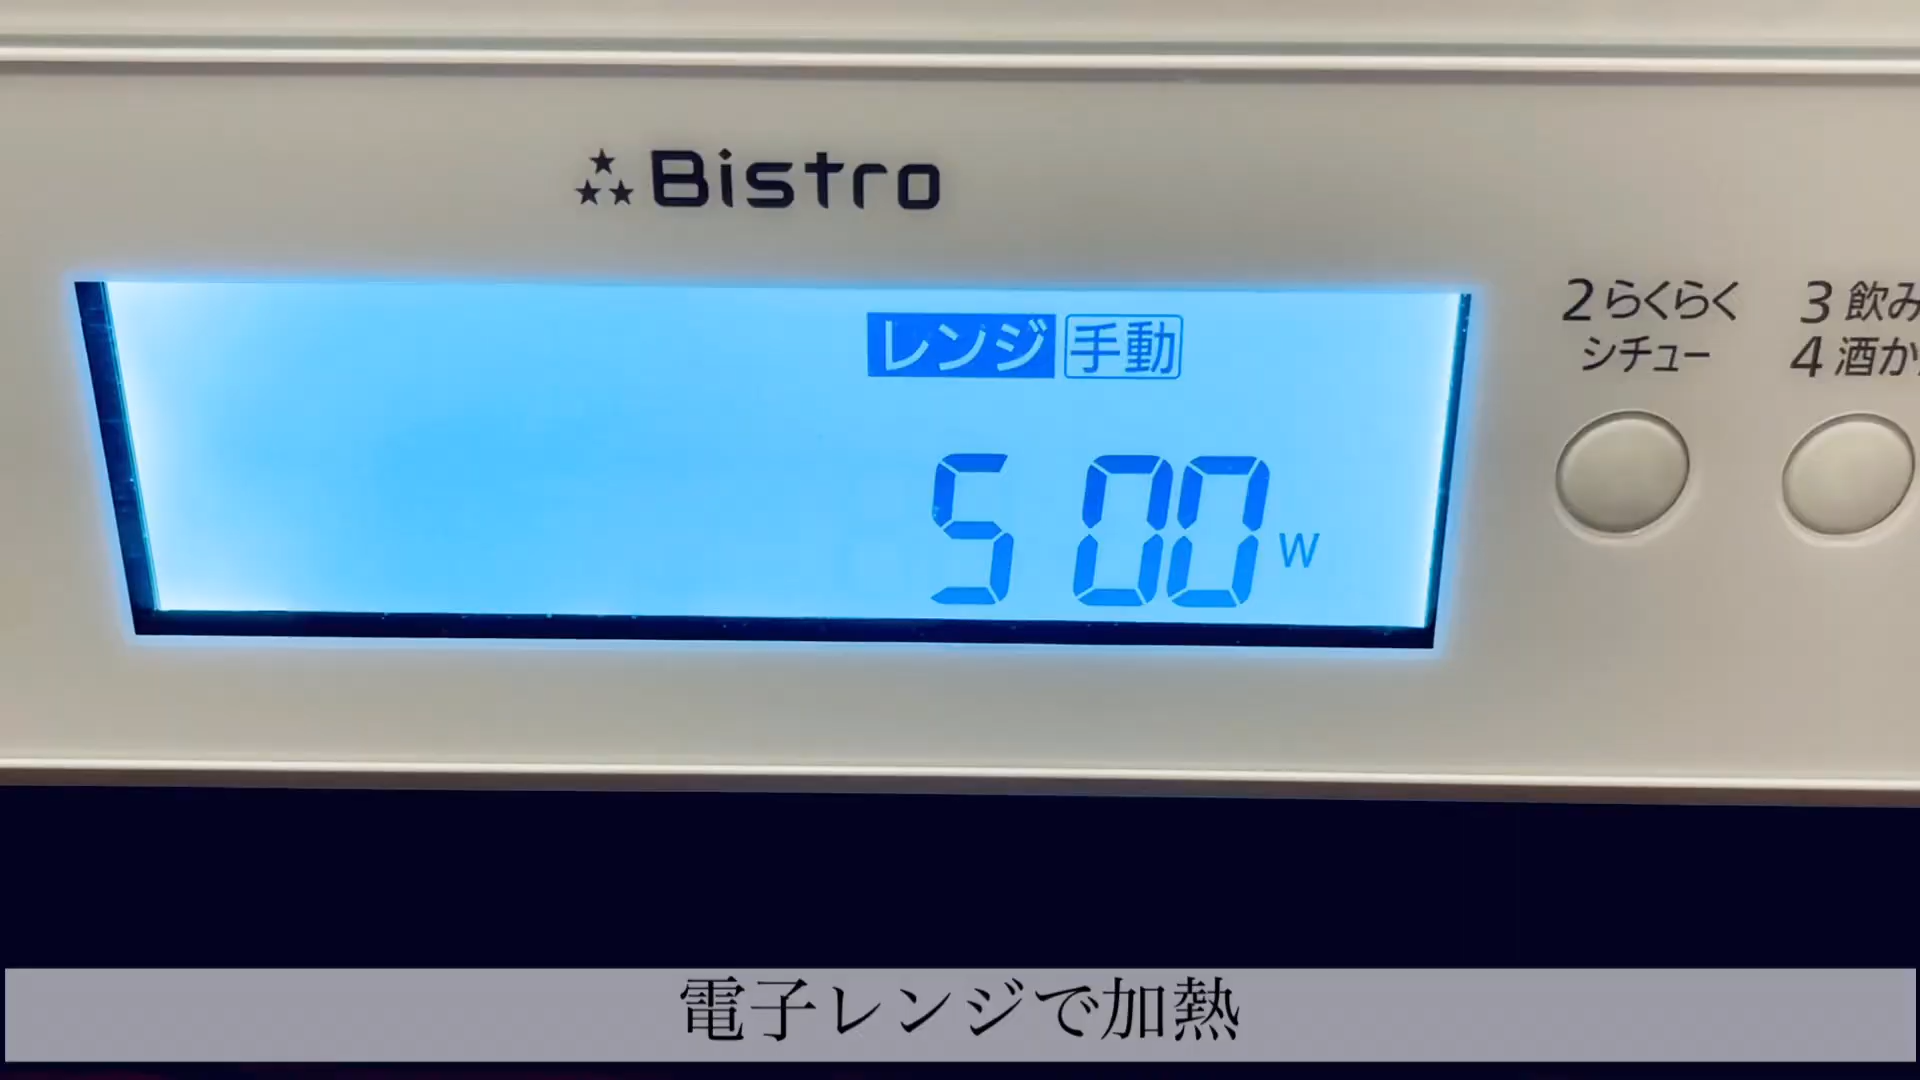 Bistro
レンジ 手動
500W
2らくらく
シチュー
3 飲み
4 酒か
電子レンジで加熱